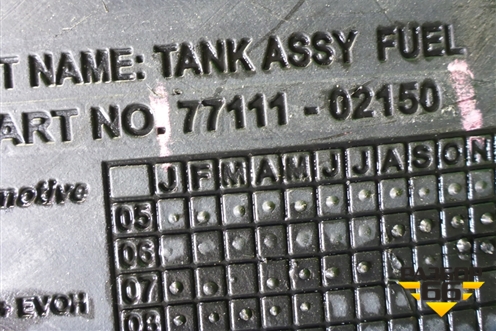 T NAME: TANK ASSY FUEL
ART NO. 77111 - 02150
J F M A M J J A S O N
motive
05
06
07
08
EVOH